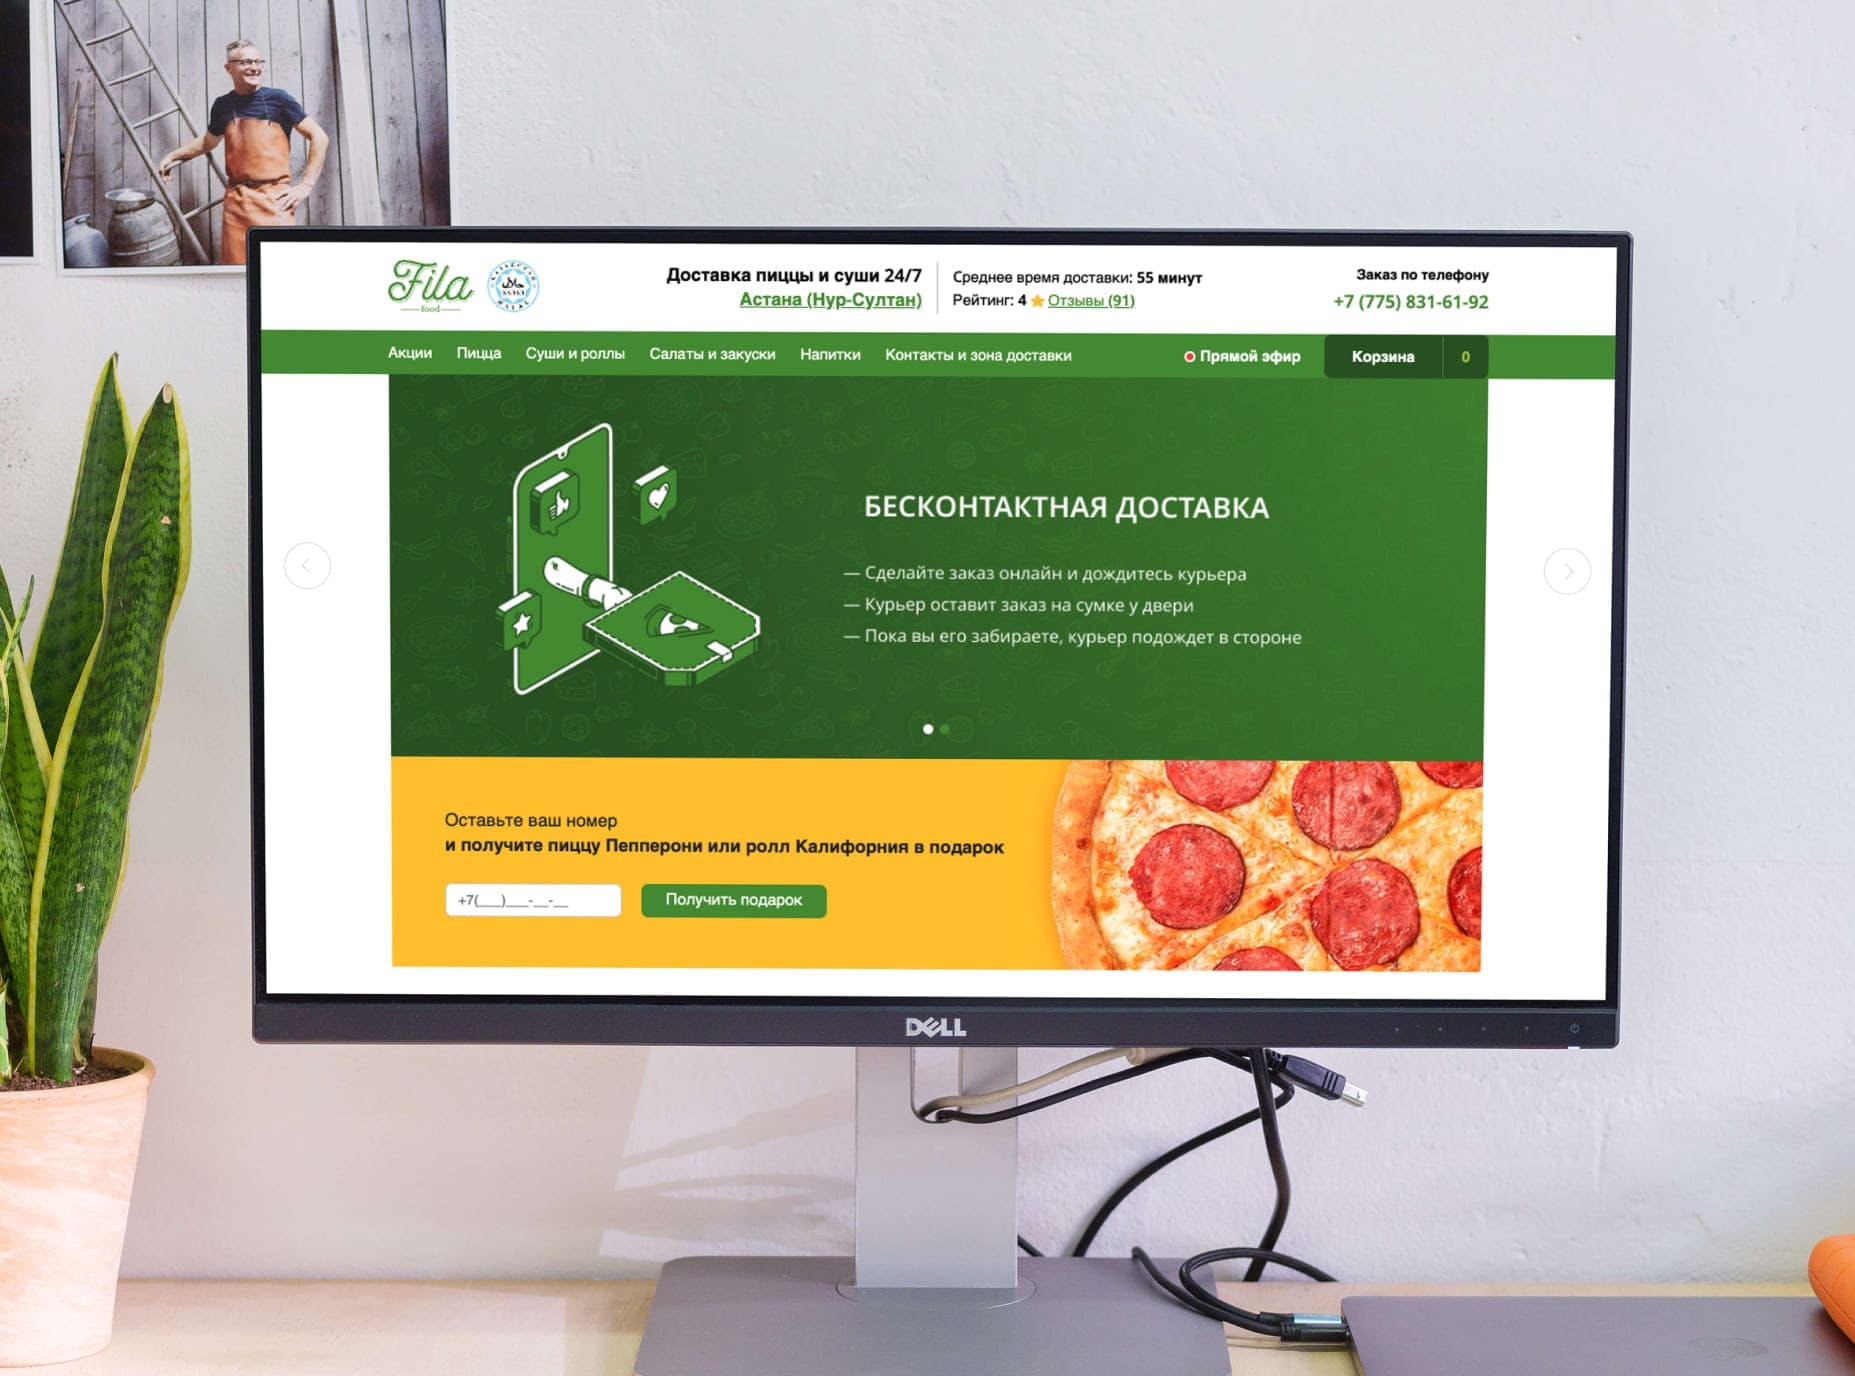 Fila
food
Доставка пиццы и суши 24/7
Астана (Нур-Султан)
Среднее время доставки: 55 минут
Рейтинг: 4 Отзывы (91)
Заказ по телефону
+7 (775) 831-61-92
Акции Пицца Суши и роллы Салаты и закуски Напитки Контакты и зона доставки Прямой эфир Корзина 0
БЕСКОНТАКТНАЯ ДОСТАВКА
— Сделайте заказ онлайн и дождитесь курьера
— Курьер оставит заказ на сумке у двери
— Пока вы его забираете, курьер подождет в стороне
Оставьте ваш номер
и получите пиццу Пепперони или ролл Калифорния в подарок
+7(___)___-__-__
Получить подарок
DELL